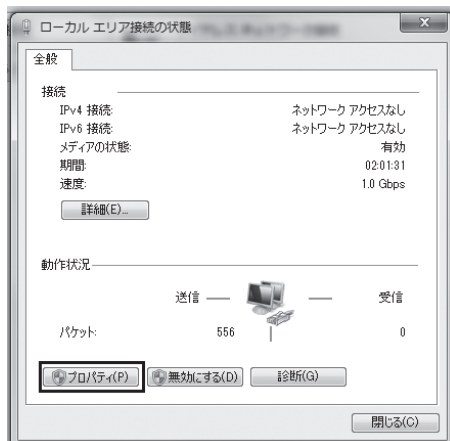 ローカル エリア接続の状態
全般
接続
IPv4 接続: ネットワーク アクセスなし
IPv6 接続: ネットワーク アクセスなし
メディアの状態: 有効
期間: 02:01:31
速度: 1.0 Gbps
詳細(E)...
動作状況
送信 受信
パケット: 556 0
プロパティ(P) 無効にする(D) 診断(G)
閉じる(C)